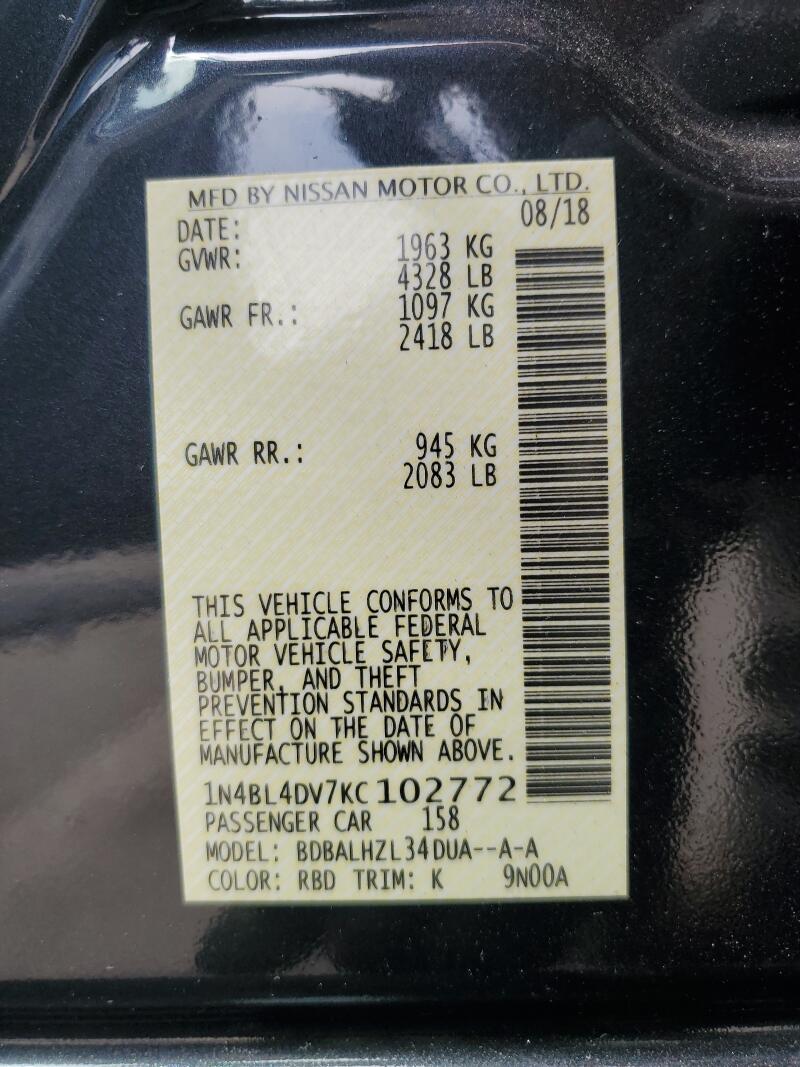 MFD BY NISSAN MOTOR CO., LTD.
DATE: 08/18
GVWR: 1963 KG
4328 LB
GAWR FR.: 1097 KG
2418 LB
GAWR RR.: 945 KG
2083 LB
THIS VEHICLE CONFORMS TO
ALL APPLICABLE FEDERAL
MOTOR VEHICLE SAFETY,
BUMPER, AND THEFT
PREVENTION STANDARDS IN
EFFECT ON THE DATE OF
MANUFACTURE SHOWN ABOVE.
1N4BL4DV7KC102772
PASSENGER CAR 158
MODEL: BDBALHZL34DUA--A-A
COLOR: RBD TRIM: K 9N00A